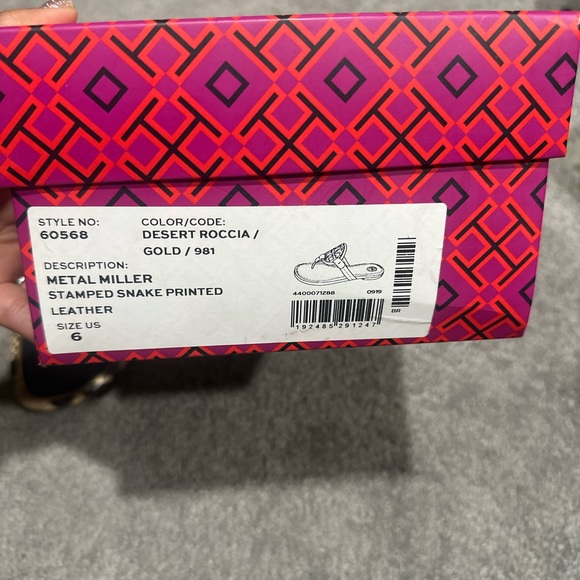 STYLE NO:
60568
COLOR/CODE:
DESERT ROCCIA /
GOLD / 981
DESCRIPTION:
METAL MILLER
STAMPED SNAKE PRINTED
LEATHER
SIZE US
6
4400071288 0919
192485291247
BR